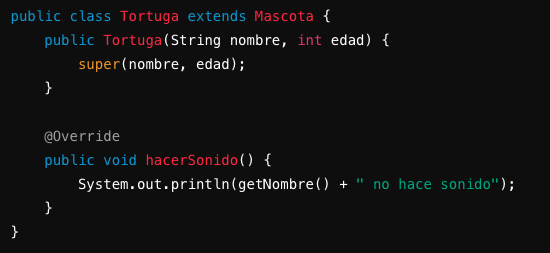 public class Tortuga extends Mascota {
    public Tortuga(String nombre, int edad) {
        super(nombre, edad);
    }

    @Override
    public void hacerSonido() {
        System.out.println(getNombre() + " no hace sonido");
    }
}